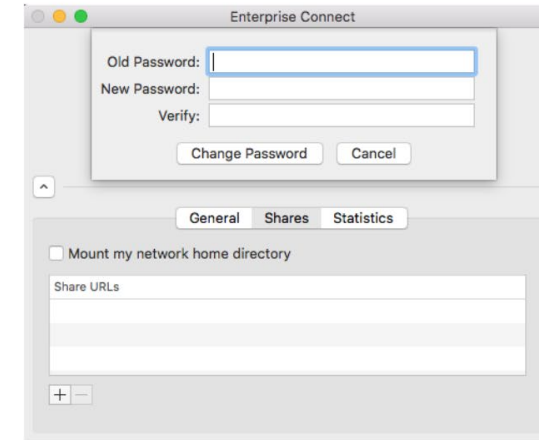 Enterprise Connect
Old Password:
New Password:
Verify:
Change Password Cancel
General Shares Statistics
Mount my network home directory
Share URLs